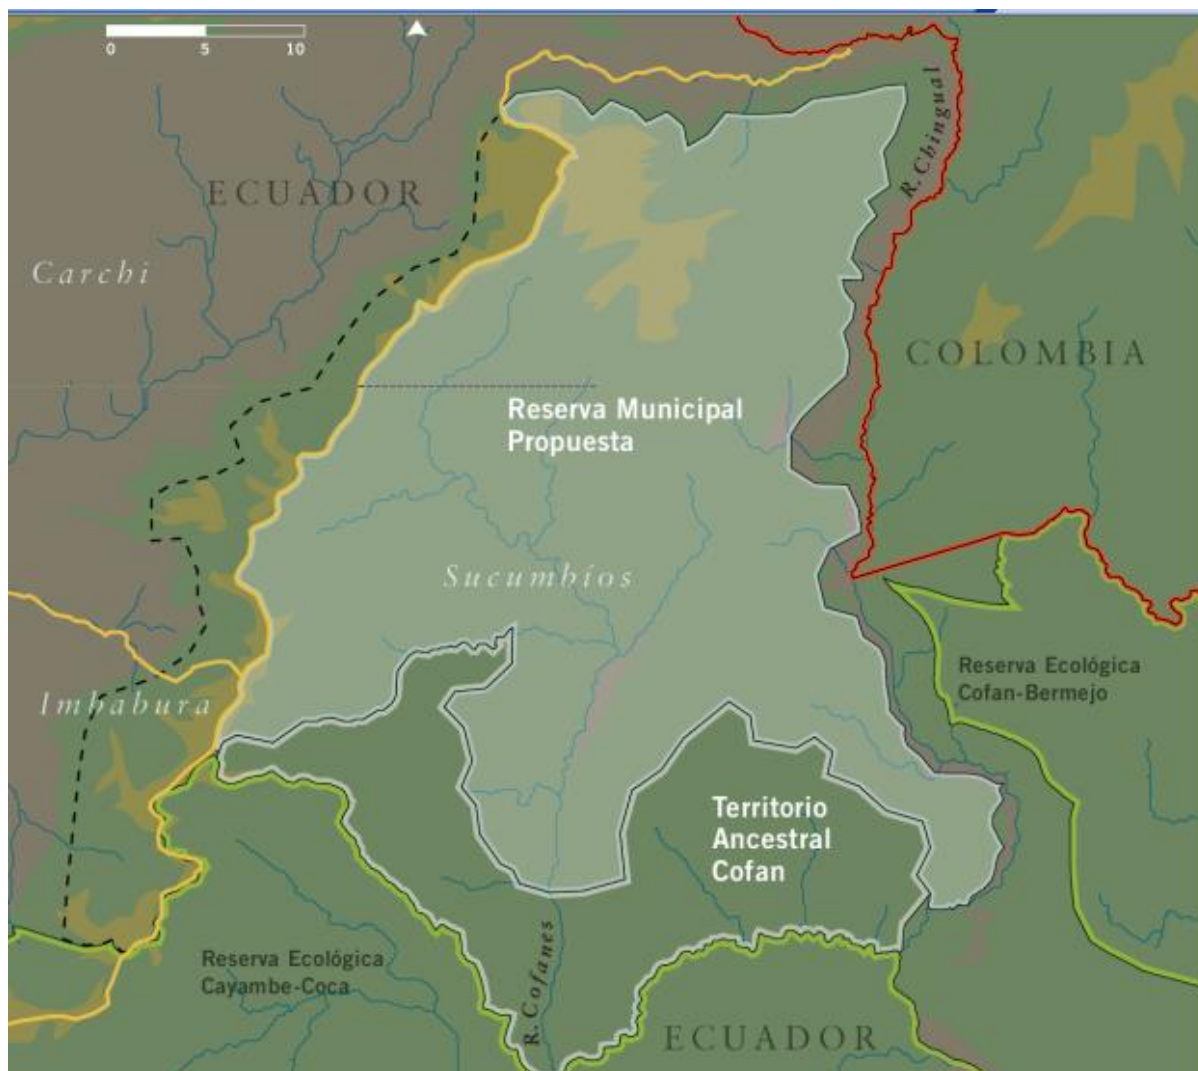 0 5 10
R. Chingual
ECUADOR
Carchi
COLOMBIA
Reserva Municipal
Propuesta
Sucumbíos
Reserva Ecológica
Cofan-Bermejo
Imbabura
Territorio
Ancestral
Cofan
Reserva Ecológica
Cayambe-Coca
R. Cofanes
ECUADOR